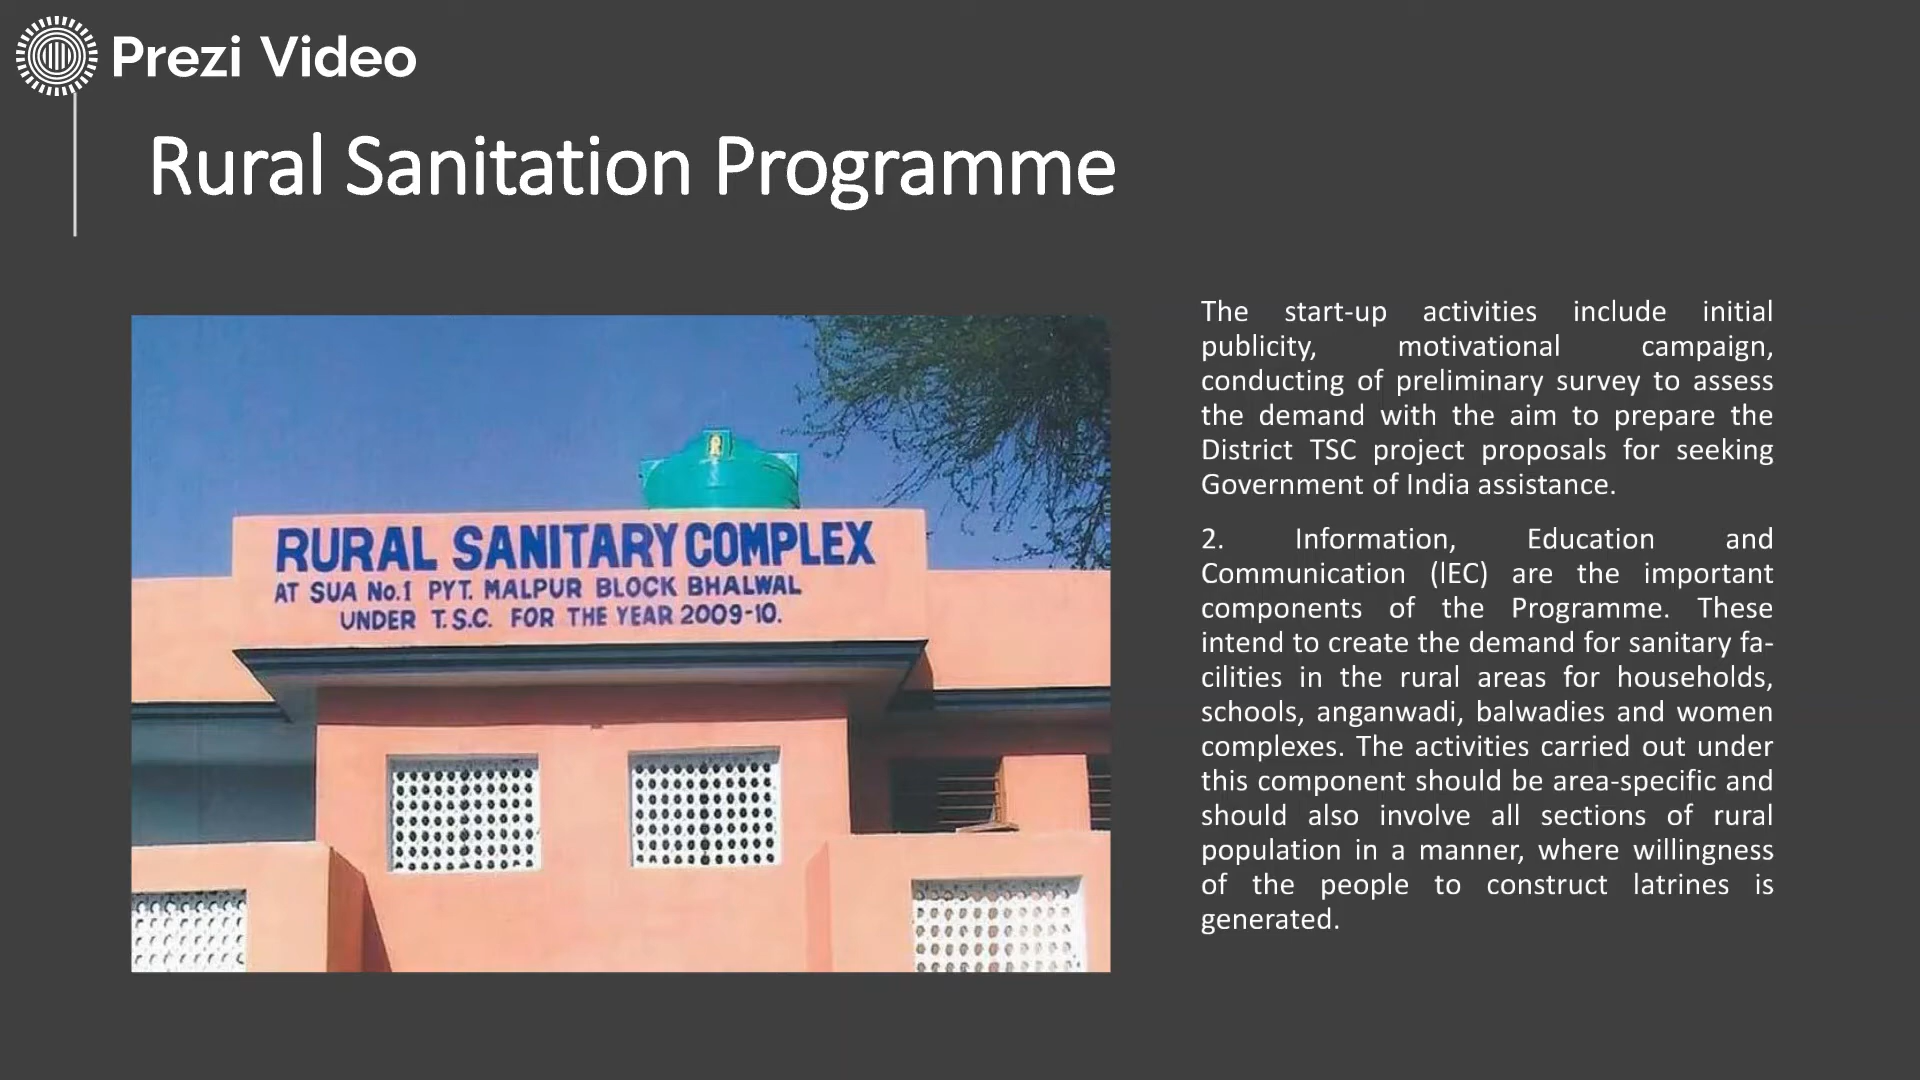 Prezi Video
Rural Sanitation Programme
RURAL SANITARY COMPLEX
AT SUA No.1 PYT. MALPUR BLOCK BHALWAL
UNDER T.S.C. FOR THE YEAR 2009-10.
The start-up activities include initial
publicity, motivational campaign,
conducting of preliminary survey to assess
the demand with the aim to prepare the
District TSC project proposals for seeking
Government of India assistance.
2. Information, Education and
Communication (lEC) are the important
components of the Programme. These
intend to create the demand for sanitary fa-
cilities in the rural areas for households,
schools, anganwadi, balwadies and women
complexes. The activities carried out under
this component should be area-specific and
should also involve all sections of rural
population in a manner, where willingness
of the people to construct latrines is
generated.